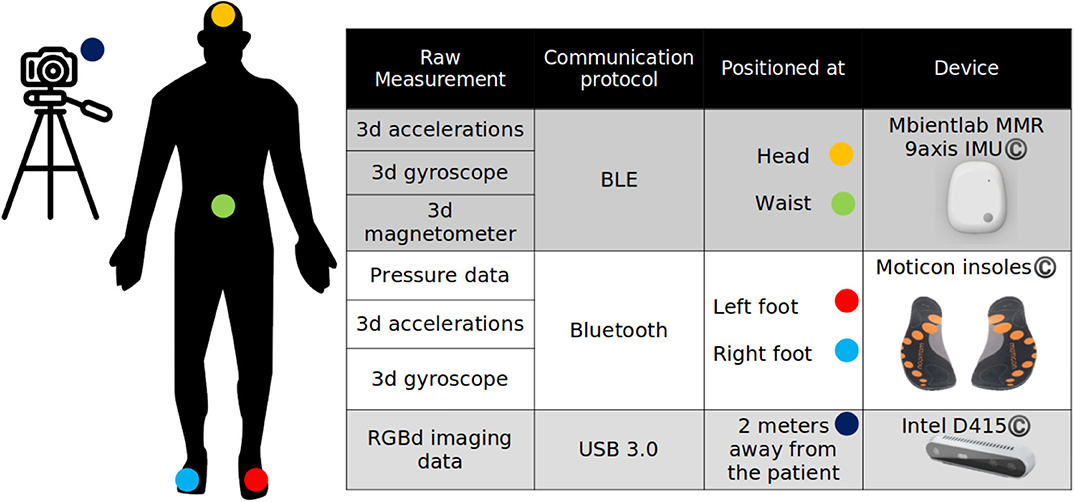 Raw
Measurement
Communication
protocol
Positioned at
Device
3d accelerations
3d gyroscope
3d
magnetometer
BLE
Head
Waist
Mbientlab MMR
9axis IMU©
Pressure data
3d accelerations
3d gyroscope
Bluetooth
Left foot
Right foot
Moticon insoles©
moticon
moticon
RGBd imaging
data
USB 3.0
2 meters
away from
the patient
Intel D415©